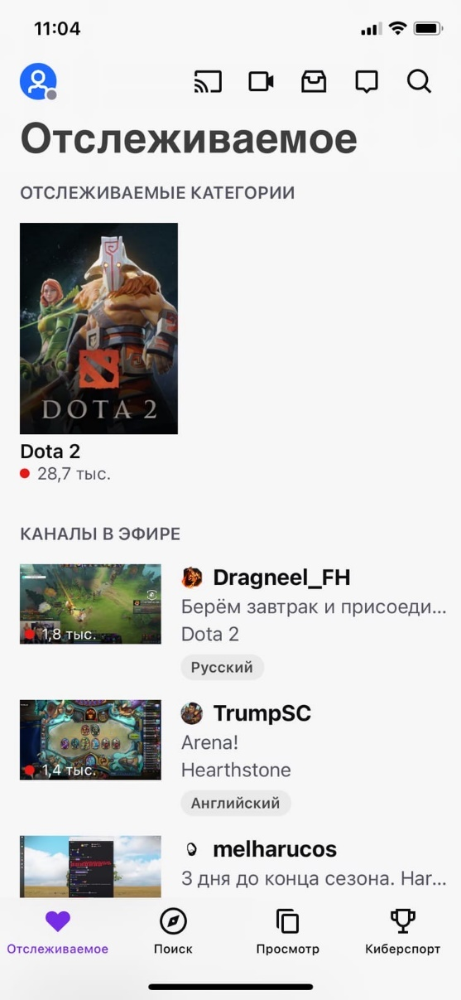 11:04
Отслеживаемое
ОТСЛЕЖИВАЕМЫЕ КАТЕГОРИИ
DOTA 2
Dota 2
28,7 тыс.
КАНАЛЫ В ЭФИРЕ
Dragneel_FH
Берём завтрак и присоеди...
1,8 тыс.
Dota 2
Русский
TrumpSC
Arena!
1,4 тыс.
Hearthstone
Английский
melharucos
3 дня до конца сезона. Наг...
Отслеживаемое
Поиск
Просмотр
Киберспорт